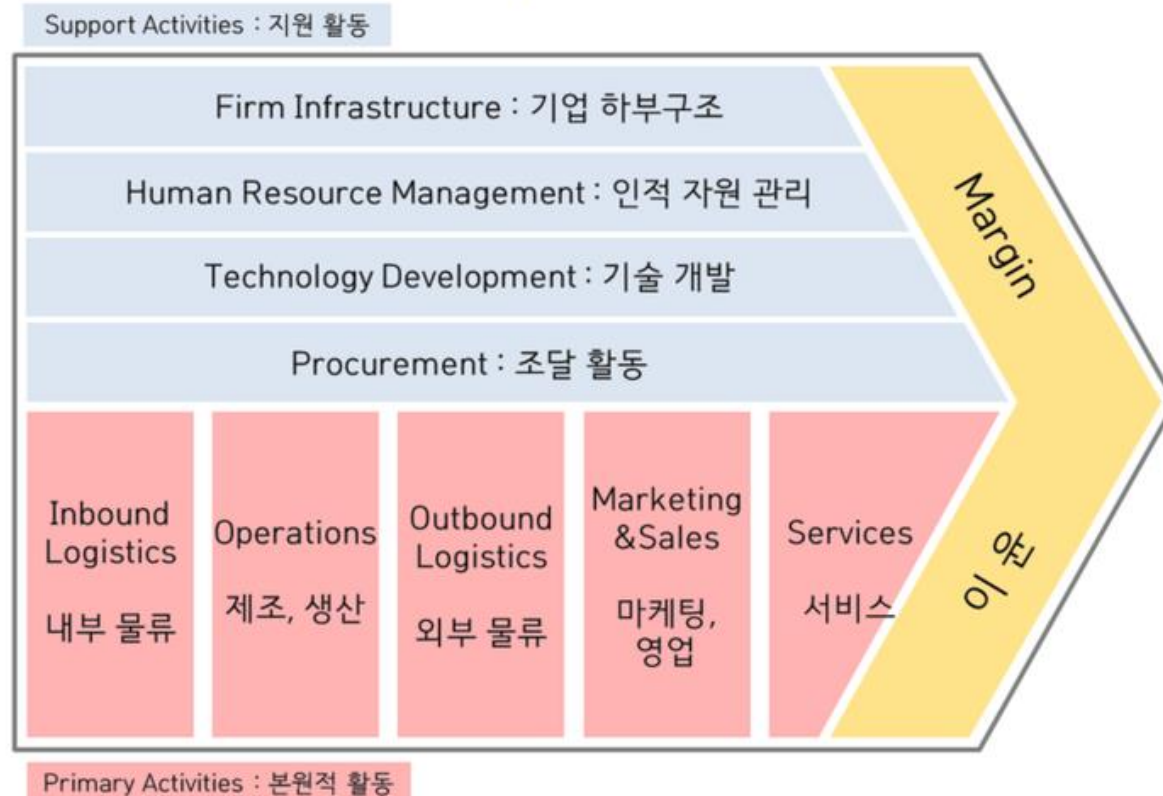 Support Activities : 지원 활동
Firm Infrastructure : 기업 하부구조
Human Resource Management : 인적 자원 관리
Technology Development : 기술 개발
Procurement : 조달 활동
Inbound
Logistics
내부 물류
Operations
제조, 생산
Outbound
Logistics
외부 물류
Marketing
&Sales
마케팅,
영업
Services
서비스
Margin
이윤
Primary Activities : 본원적 활동